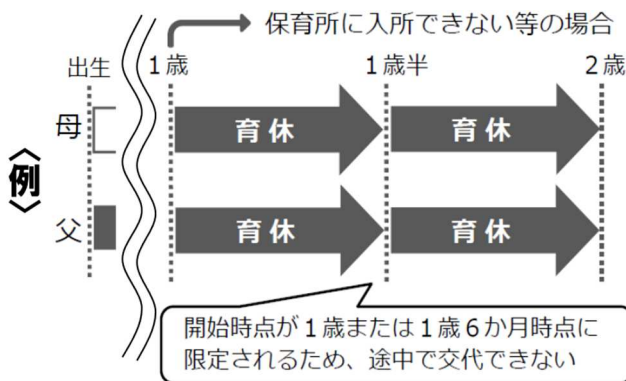 保育所に入所できない等の場合
出生
1歳
1歳半
2歳
〈例〉
母
育休
育休
父
育休
育休
開始時点が1歳または1歳6か月時点に
限定されるため、途中で交代できない